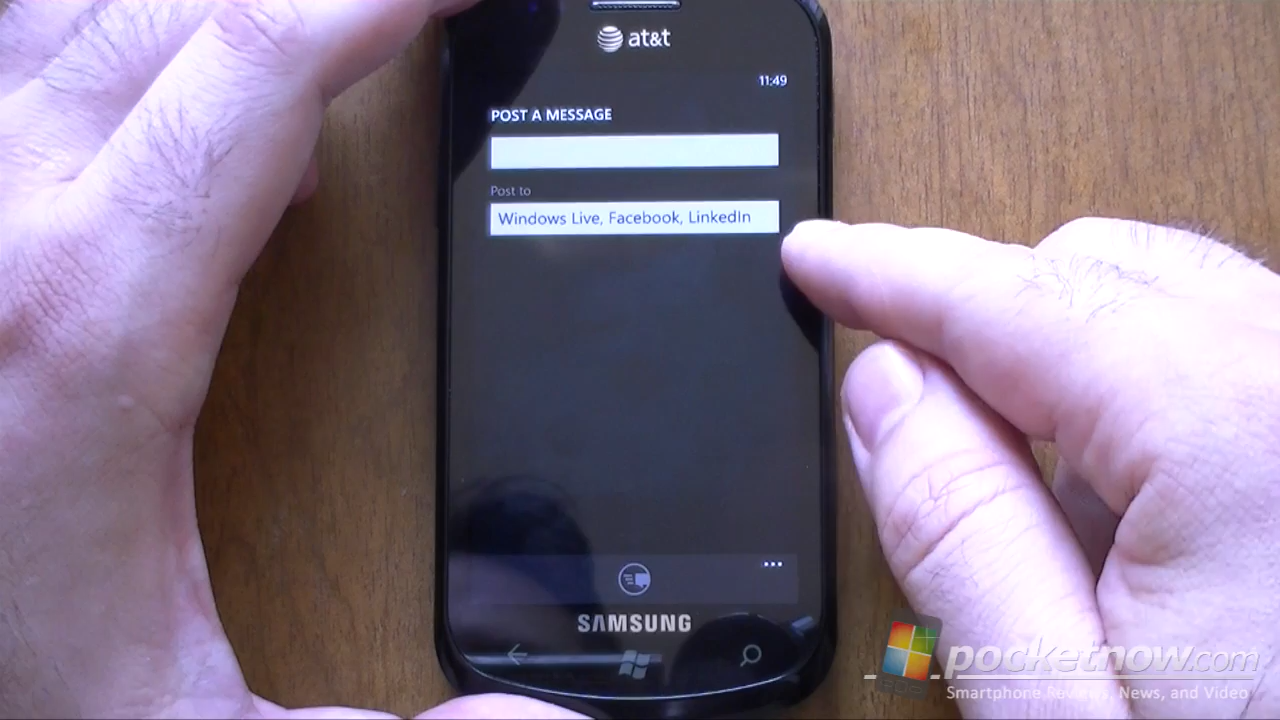 at&t
11:49
POST A MESSAGE
Post to
Windows Live, Facebook, LinkedIn
SAMSUNG
pocketnow.com
Smartphone Reviews, News, and Video